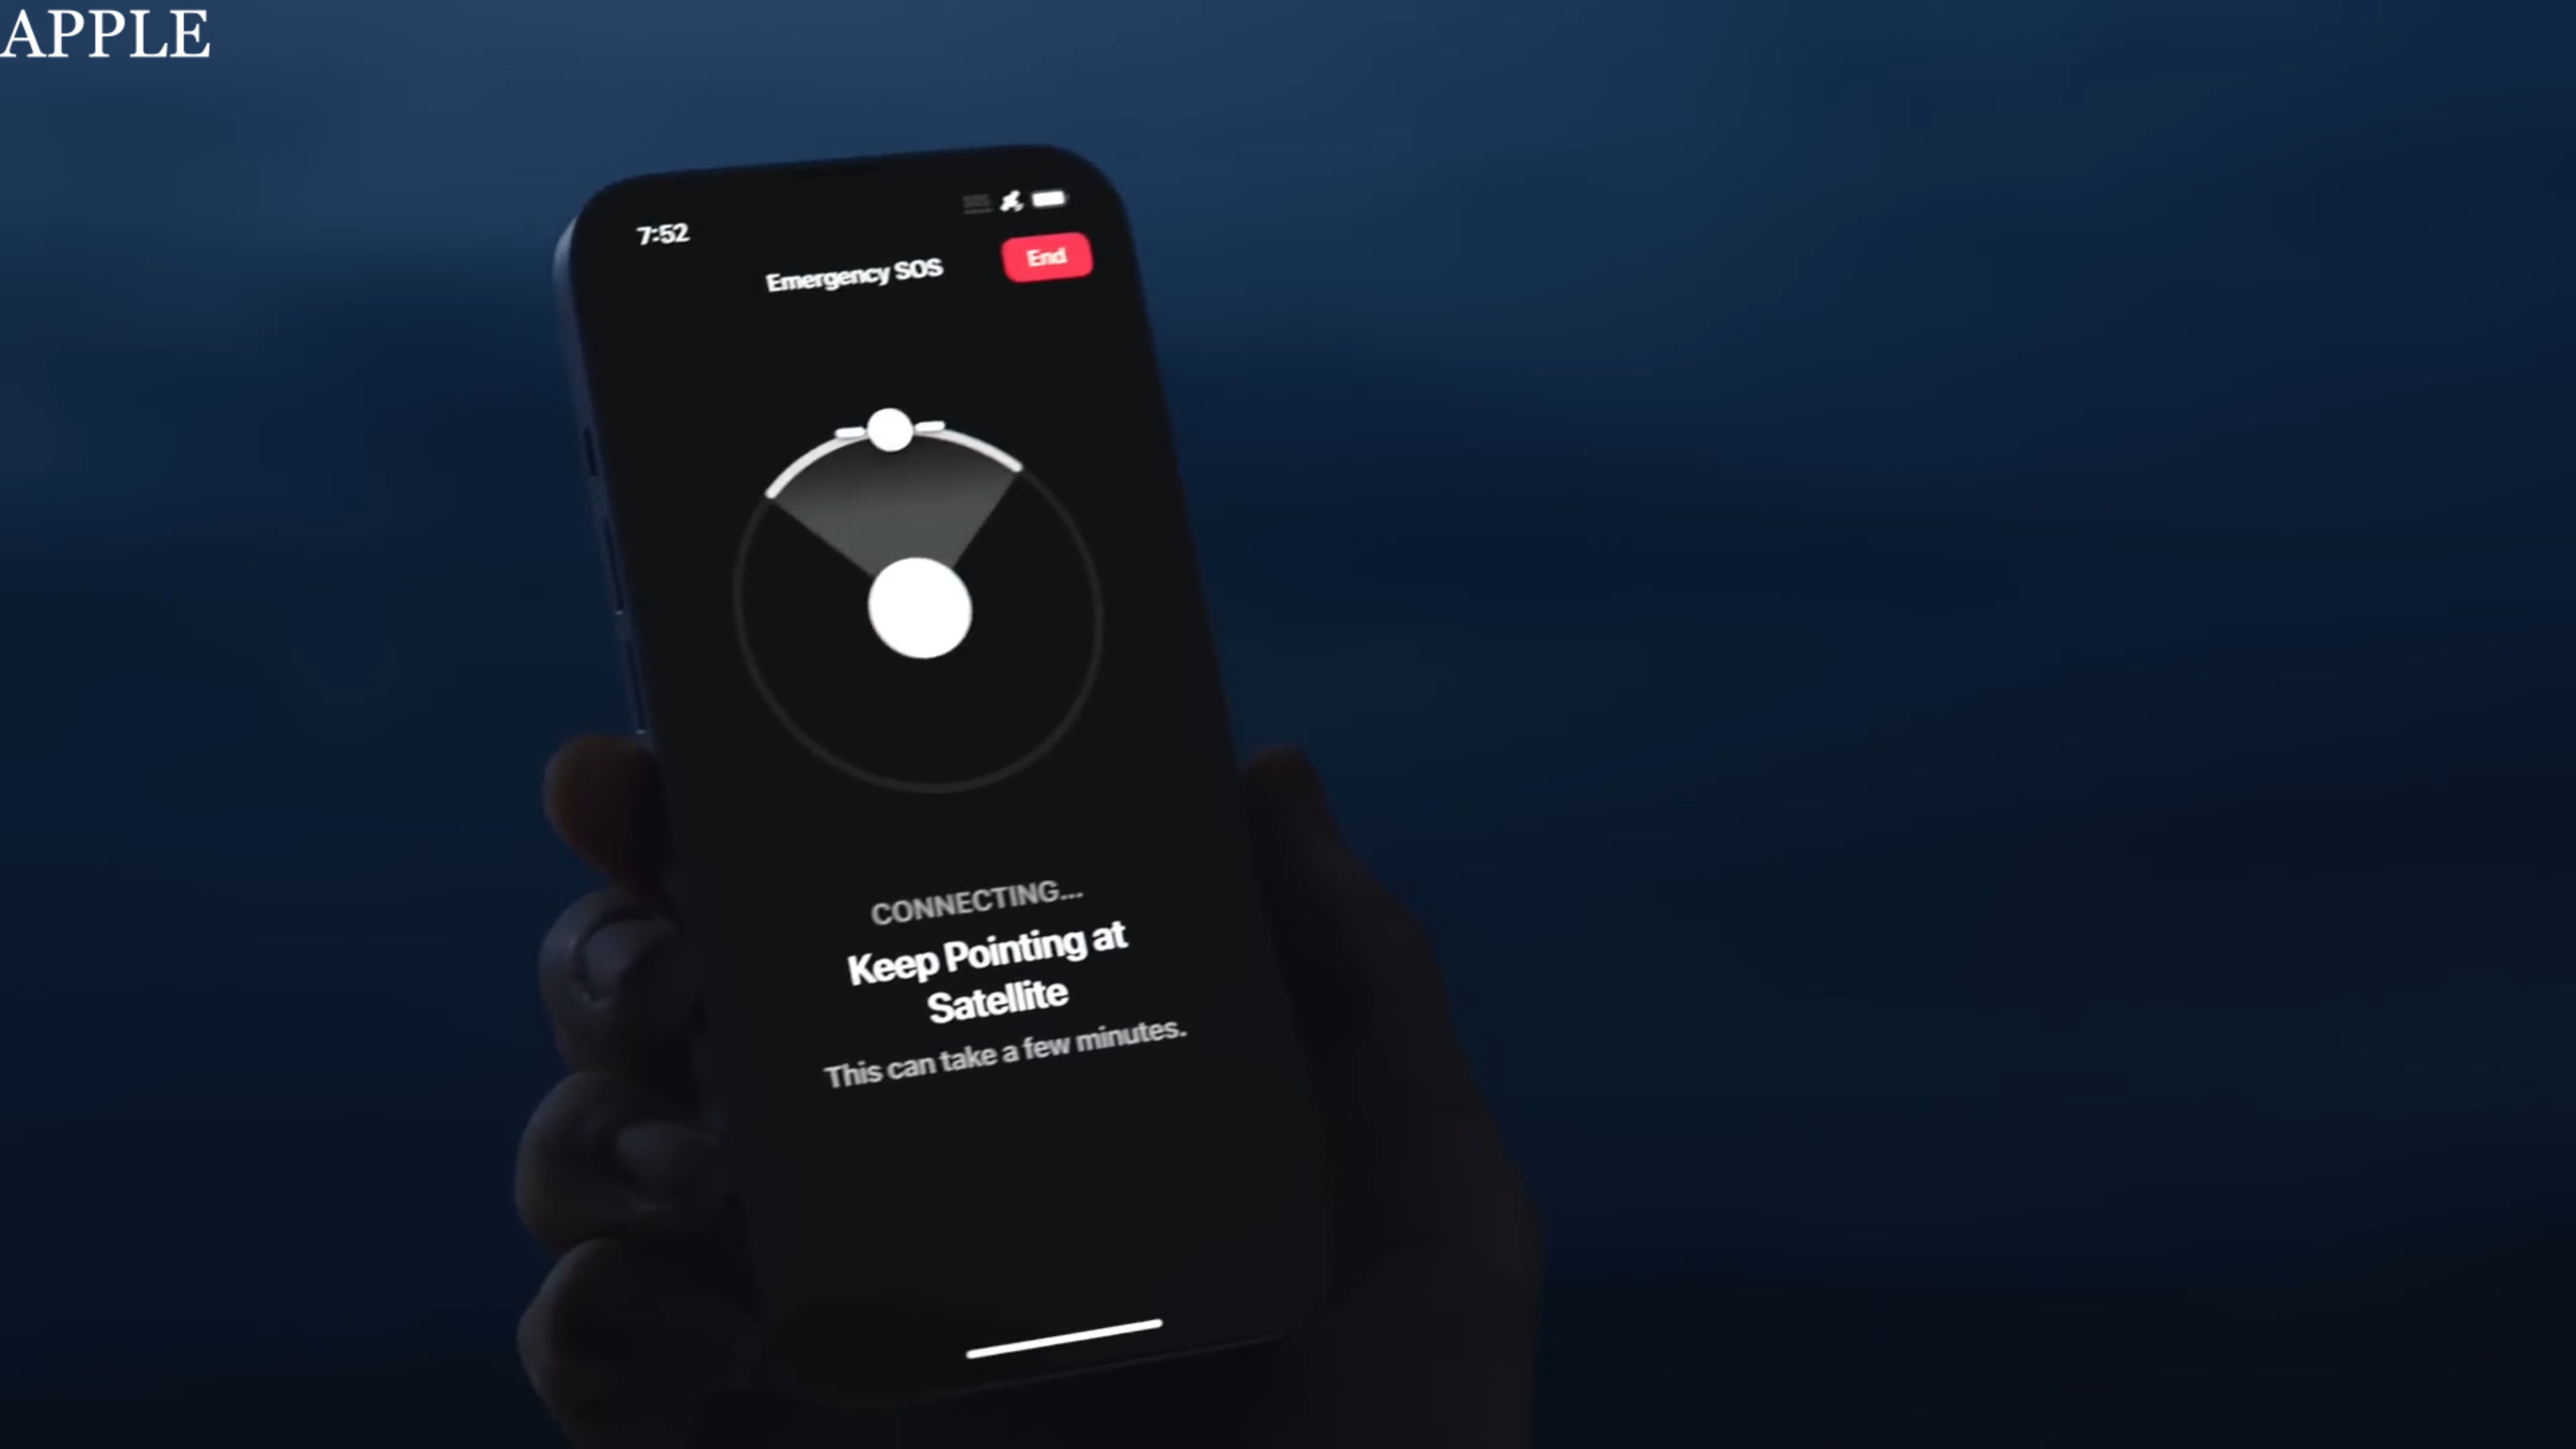 APPLE
7:52
Emergency SOS
End
CONNECTING...
Keep Pointing at
Satellite
This can take a few minutes.